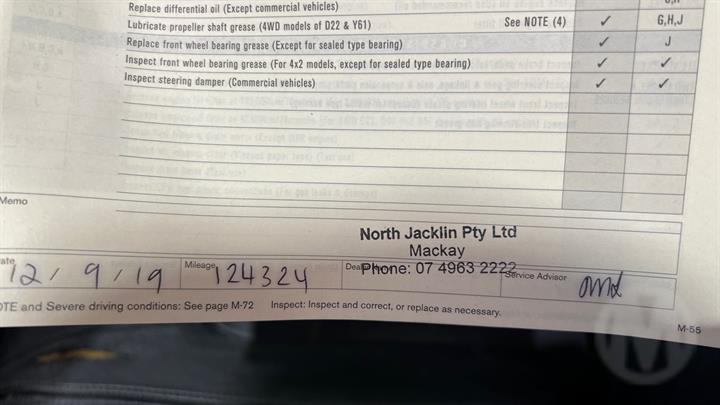 Replace differential oil (Except commercial vehicles)
Lubricate propeller shaft grease (4WD models of D22 & Y61) See NOTE (4) ✓ G,H,J
Replace front wheel bearing grease (Except for sealed type bearing) ✓ J
Inspect front wheel bearing grease (For 4x2 models, except for sealed type bearing) ✓ ✓
Inspect steering damper (Commercial vehicles) ✓ ✓
Memo
North Jacklin Pty Ltd
Mackay
Phone: 07 4963 2222
ate 12/9/19 Mileage 124324 Service Advisor
OTE and Severe driving conditions: See page M-72 Inspect: Inspect and correct, or replace as necessary.
M-55